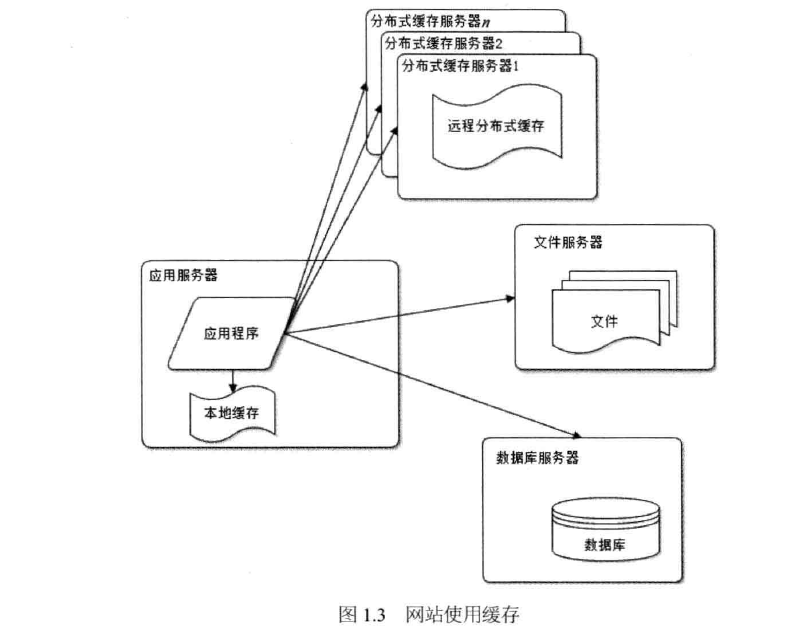 分布式缓存服务器n
分布式缓存服务器2
分布式缓存服务器1
远程分布式缓存
文件服务器
文件
应用服务器
应用程序
本地缓存
数据库服务器
数据库
图 1.3 网站使用缓存